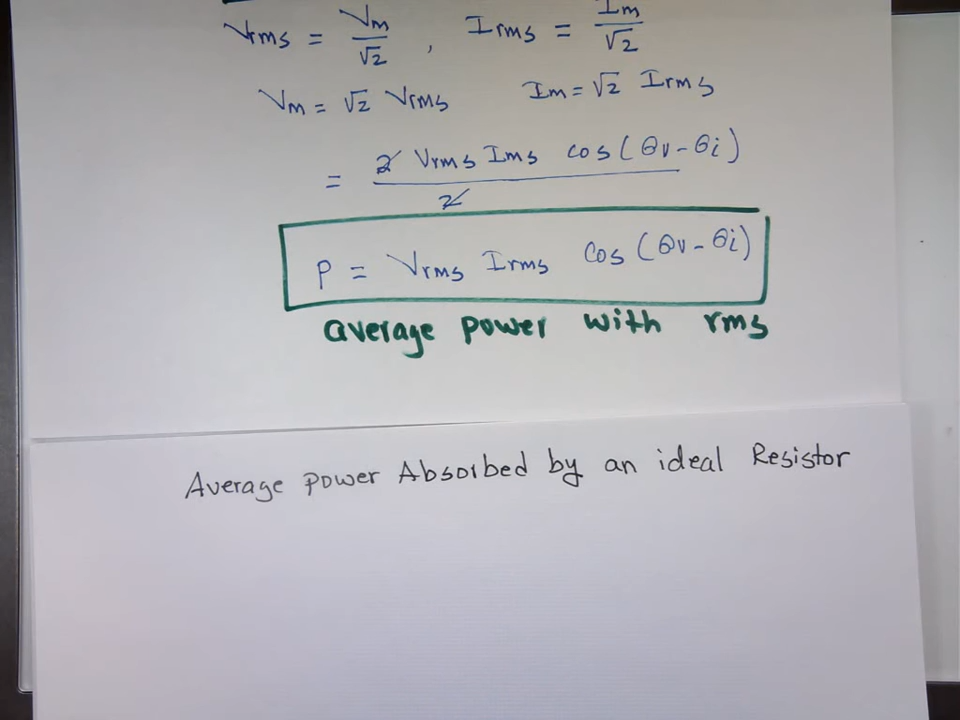 Vrms = Vm/√2 , Irms = Im/√2
Vm = √2 Vrms Im = √2 Irms
= 2 Vrms Ims cos(θv - θi) / 2
P = Vrms Irms Cos(θv - θi)
average power with rms
Average power Absorbed by an ideal Resistor